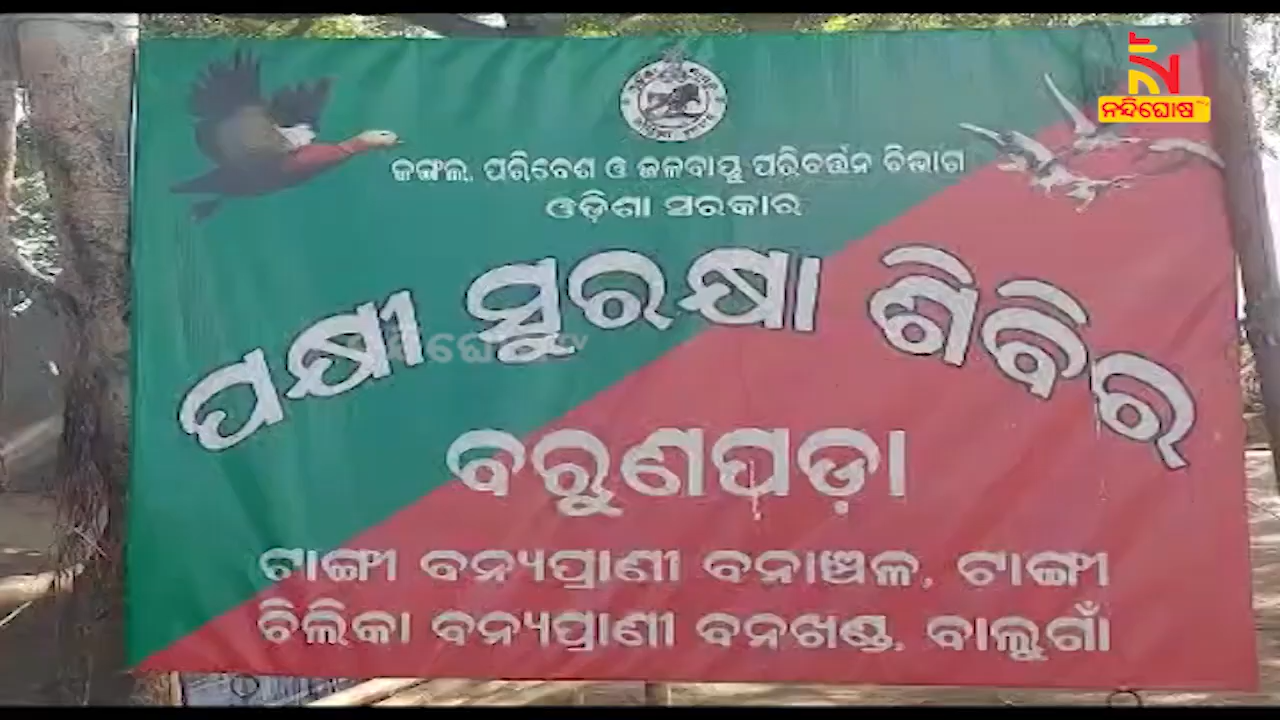 ନନ୍ଦିଘୋଷ
ଜଙ୍ଗଲ, ପରିବେଶ ଓ ଜଳବାୟୁ ପରିବର୍ତ୍ତନ ବିଭାଗ
ଓଡ଼ିଶା ସରକାର
ପକ୍ଷୀ ସୁରକ୍ଷା ଶିବିର
ବରୁଣପଡ଼ା
ଟାଙ୍ଗୀ ବନ୍ୟପ୍ରାଣୀ ବନାଞ୍ଚଳ, ଟାଙ୍ଗୀ
ଚିଲିକା ବନ୍ୟପ୍ରାଣୀ ବନଖଣ୍ଡ, ବାଲୁଗାଁ